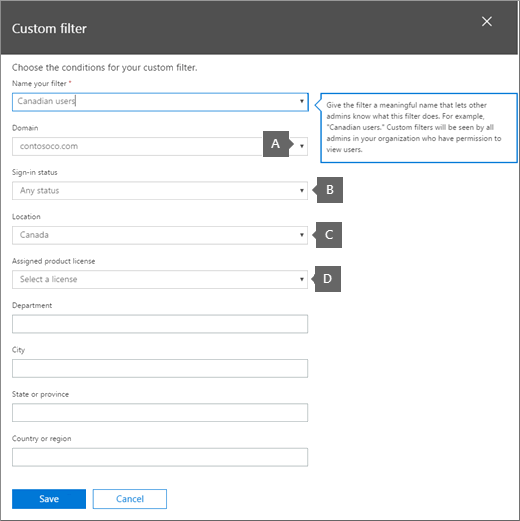 Custom filter
Choose the conditions for your custom filter.
Name your filter *
Canadian users
Give the filter a meaningful name that lets other
admins know what this filter does. For example,
"Canadian users." Custom filters will be seen by all
admins in your organization who have permission to
view users.
Domain
contosoco.com
A
Sign-in status
Any status
B
Location
Canada
C
Assigned product license
Select a license
D
Department
City
State or province
Country or region
Save
Cancel